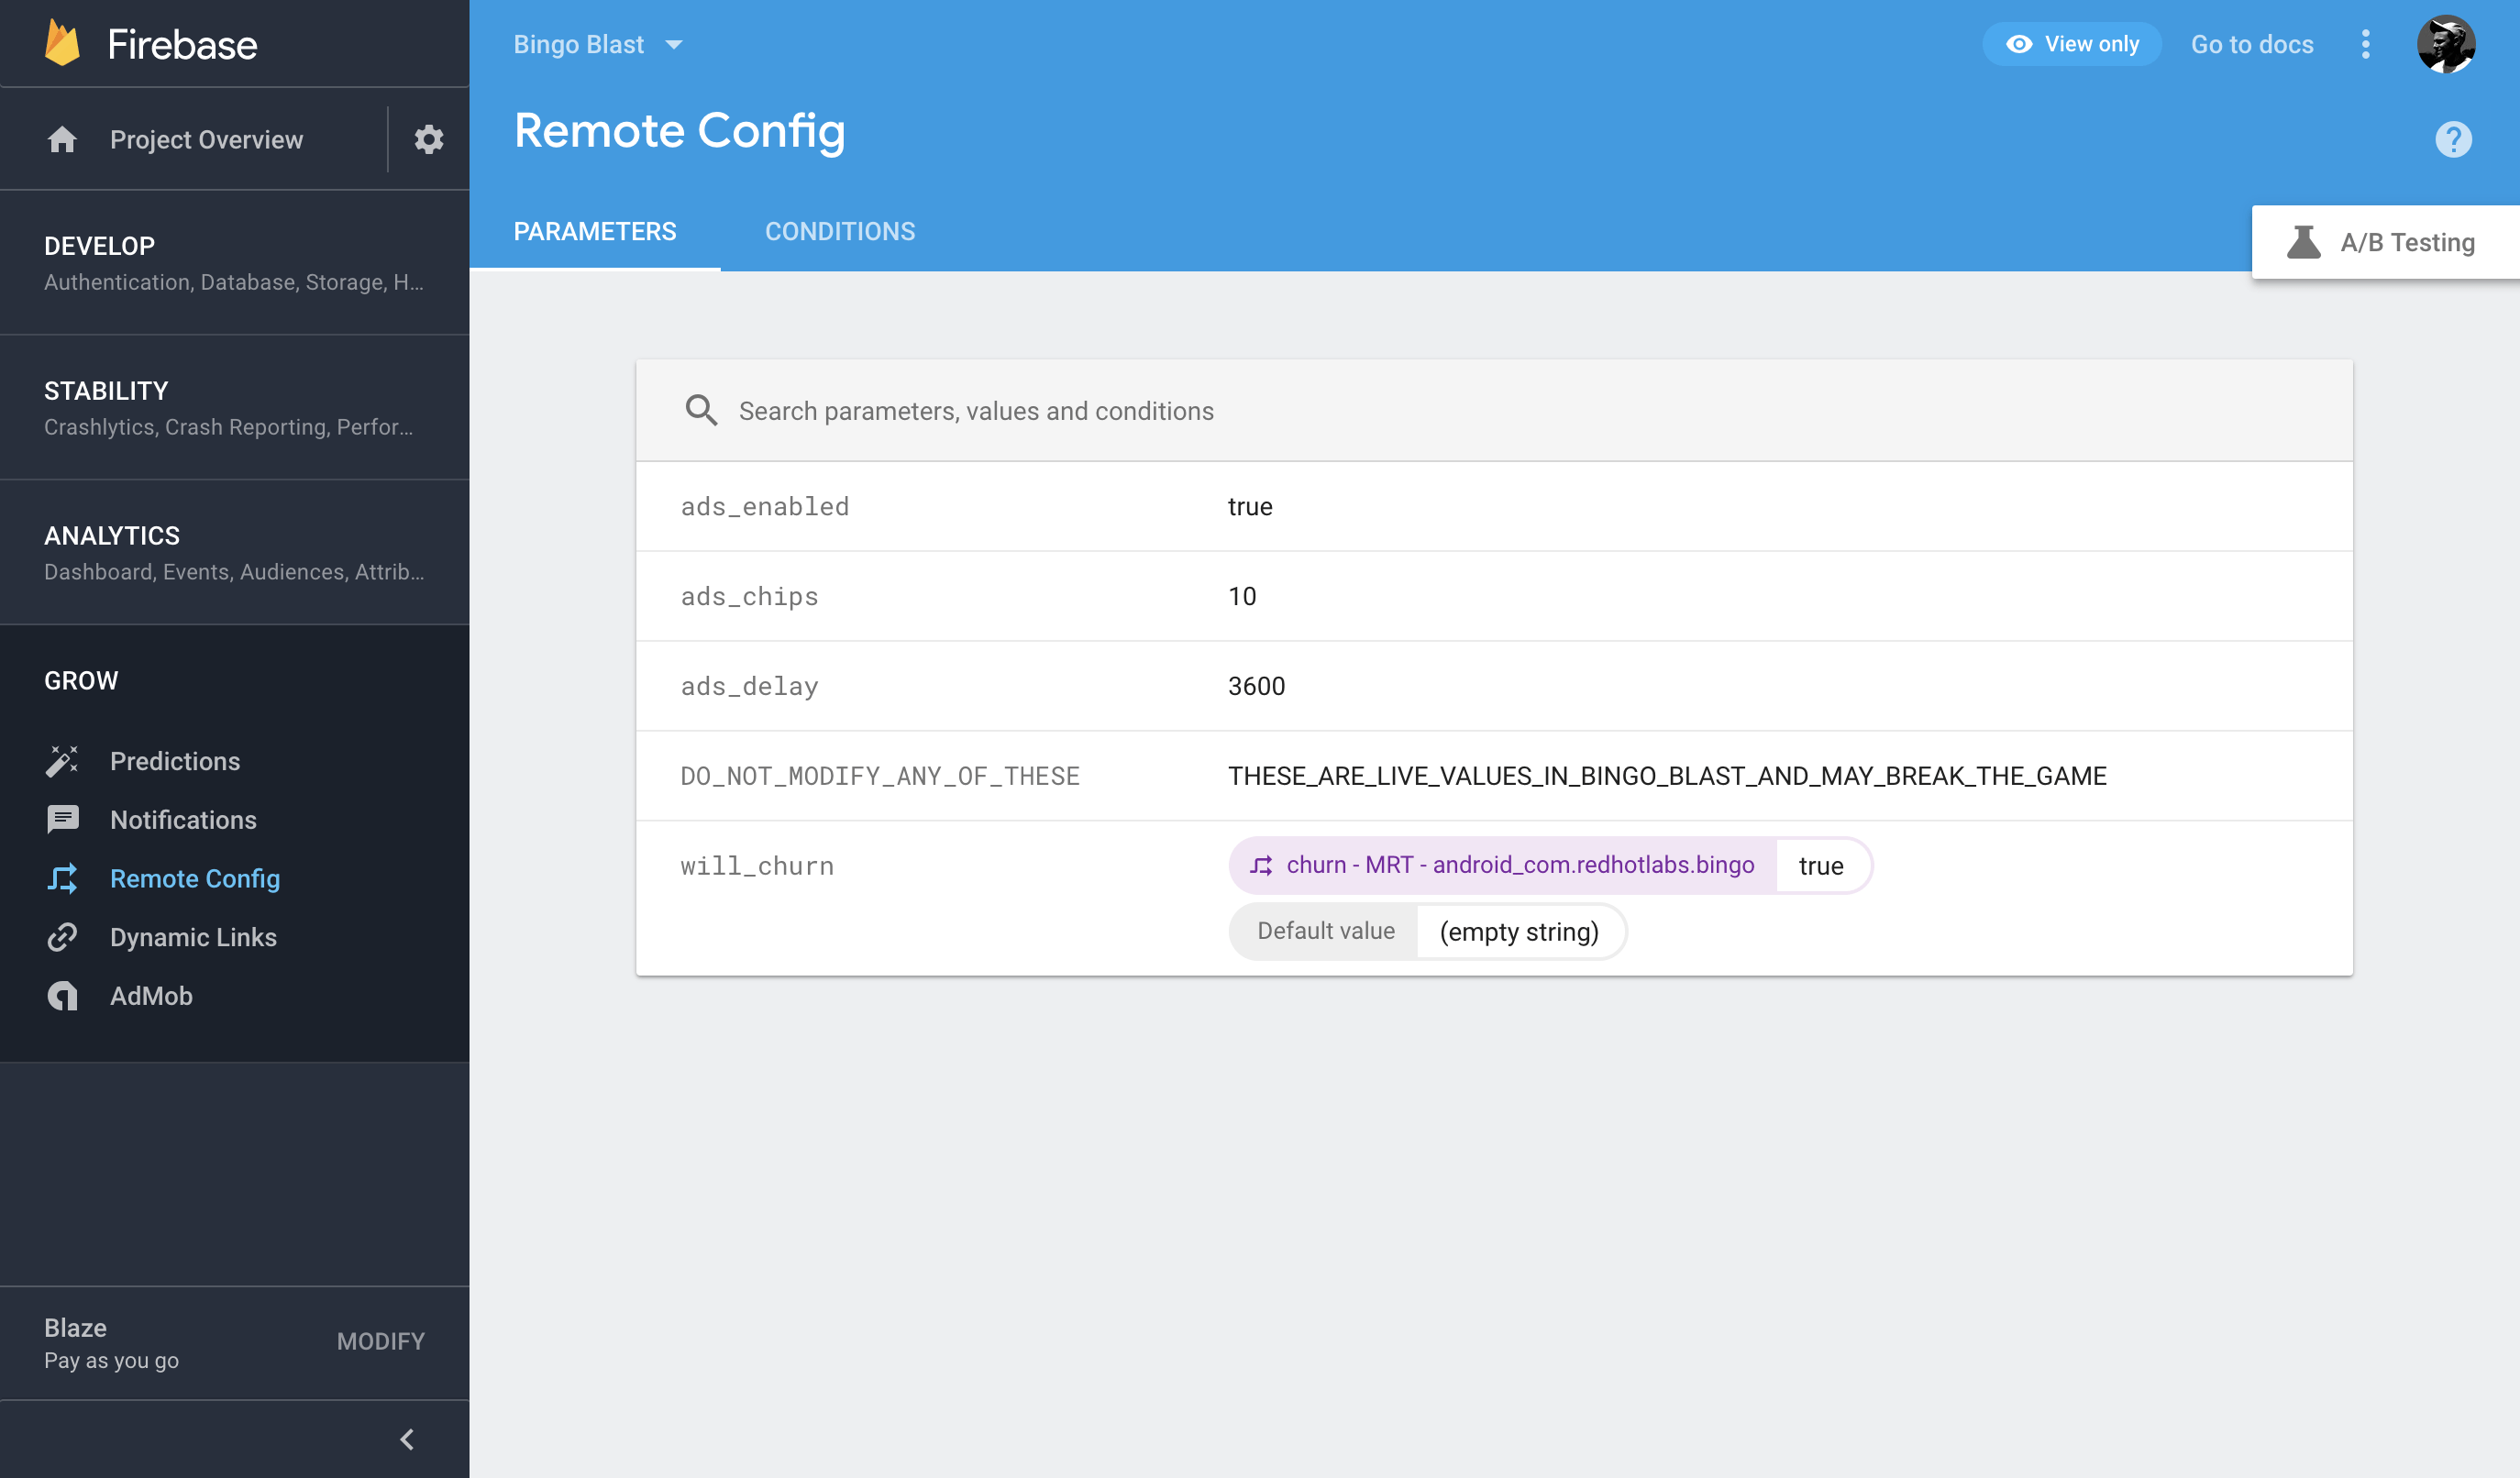 Firebase
Project Overview
DEVELOP
Authentication, Database, Storage, H...
STABILITY
Crashlytics, Crash Reporting, Perfor...
ANALYTICS
Dashboard, Events, Audiences, Attrib...
GROW
Predictions
Notifications
Remote Config
Dynamic Links
AdMob
Blaze
Pay as you go
MODIFY
Bingo Blast
View only
Go to docs
Remote Config
?
PARAMETERS
CONDITIONS
A/B Testing
Search parameters, values and conditions
ads_enabled true
ads_chips 10
ads_delay 3600
DO_NOT_MODIFY_ANY_OF_THESE THESE_ARE_LIVE_VALUES_IN_BINGO_BLAST_AND_MAY_BREAK_THE_GAME
will_churn churn - MRT - android_com.redhotlabs.bingo true
Default value (empty string)